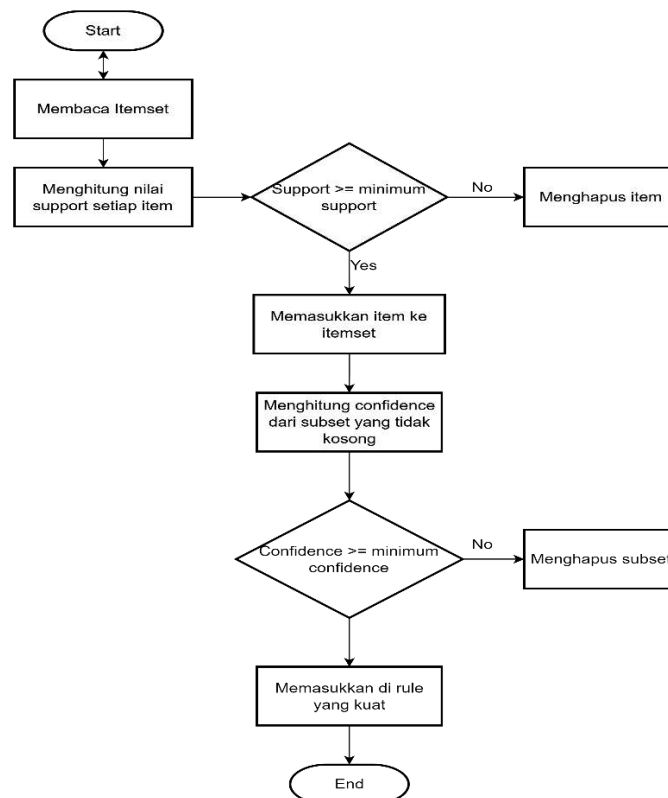 Start
Membaca Itemset
Menghitung nilai
support setiap item
Support >= minimum
support
No
Menghapus item
Yes
Memasukkan item ke
itemset
Menghitung confidence
dari subset yang tidak
kosong
Confidence >= minimum
confidence
No
Menghapus subset
Memasukkan di rule
yang kuat
End